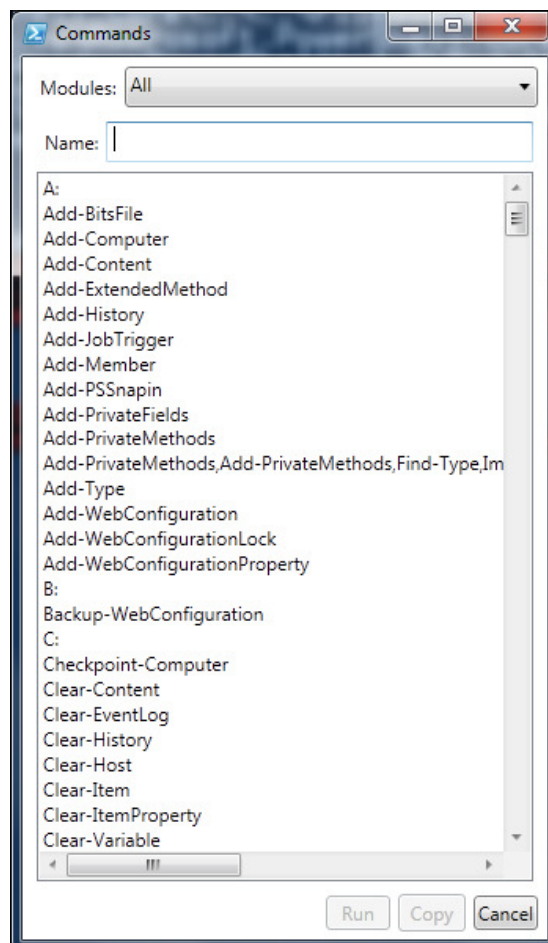 Commands
Modules: All
Name:
A:
Add-BitsFile
Add-Computer
Add-Content
Add-ExtendedMethod
Add-History
Add-JobTrigger
Add-Member
Add-PSSnapin
Add-PrivateFields
Add-PrivateMethods
Add-PrivateMethods,Add-PrivateMethods,Find-Type,Im
Add-Type
Add-WebConfiguration
Add-WebConfigurationLock
Add-WebConfigurationProperty
B:
Backup-WebConfiguration
C:
Checkpoint-Computer
Clear-Content
Clear-EventLog
Clear-History
Clear-Host
Clear-Item
Clear-ItemProperty
Clear-Variable
Run Copy Cancel